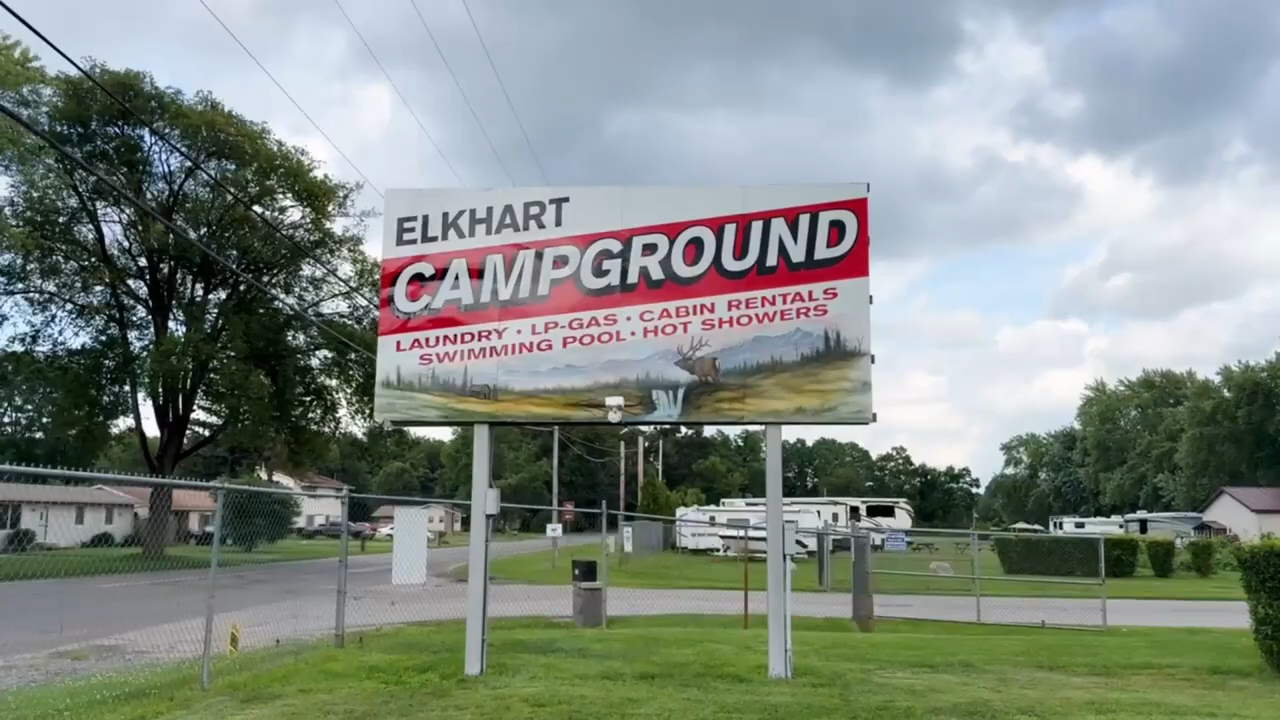 ELKHART
CAMPGROUND
LAUNDRY · LP-GAS · CABIN RENTALS
SWIMMING POOL · HOT SHOWERS